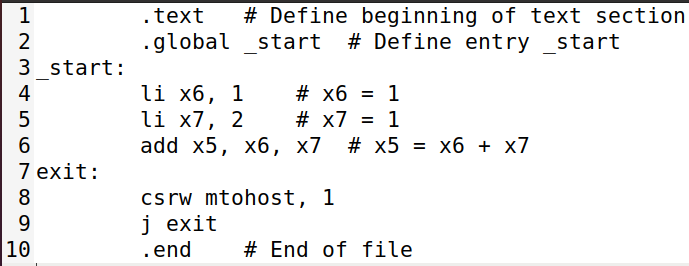 1 .text # Define beginning of text section
2 .global _start # Define entry _start
3 _start:
4 li x6, 1 # x6 = 1
5 li x7, 2 # x7 = 1
6 add x5, x6, x7 # x5 = x6 + x7
7 exit:
8 csrw mtohost, 1
9 j exit
10 .end # End of file